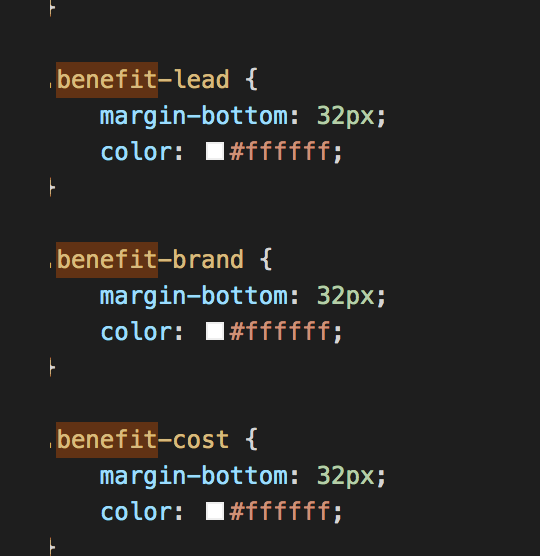 }
.benefit-lead {
margin-bottom: 32px;
color: #ffffff;
}
.benefit-brand {
margin-bottom: 32px;
color: #ffffff;
}
.benefit-cost {
margin-bottom: 32px;
color: #ffffff;
}